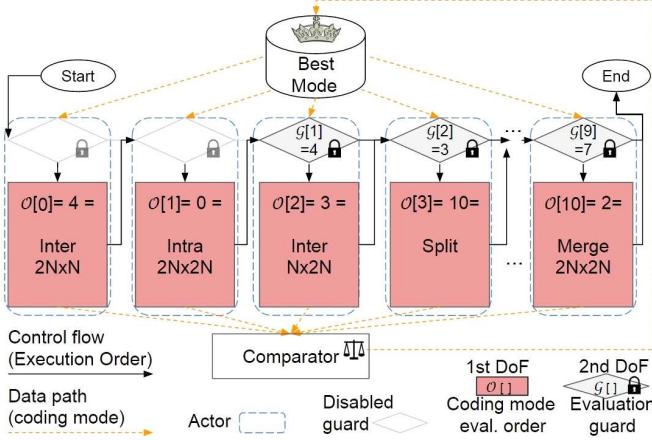 Start
Best
Mode
End
𝒢[1]
=4
𝒢[2]
=3
...
𝒢[9]
=7
𝒪[0]= 4 =
Inter
2NxN
𝒪[1]= 0 =
Intra
2Nx2N
𝒪[2]= 3 =
Inter
Nx2N
𝒪[3]= 10=
Split
...
𝒪[10]= 2=
Merge
2Nx2N
Control flow
(Execution Order)
Comparator
Data path
(coding mode)
Actor
Disabled
guard
1st DoF
𝒪 [ ]
Coding mode
eval. order
2nd DoF
𝒢 [ ]
Evaluation
guard